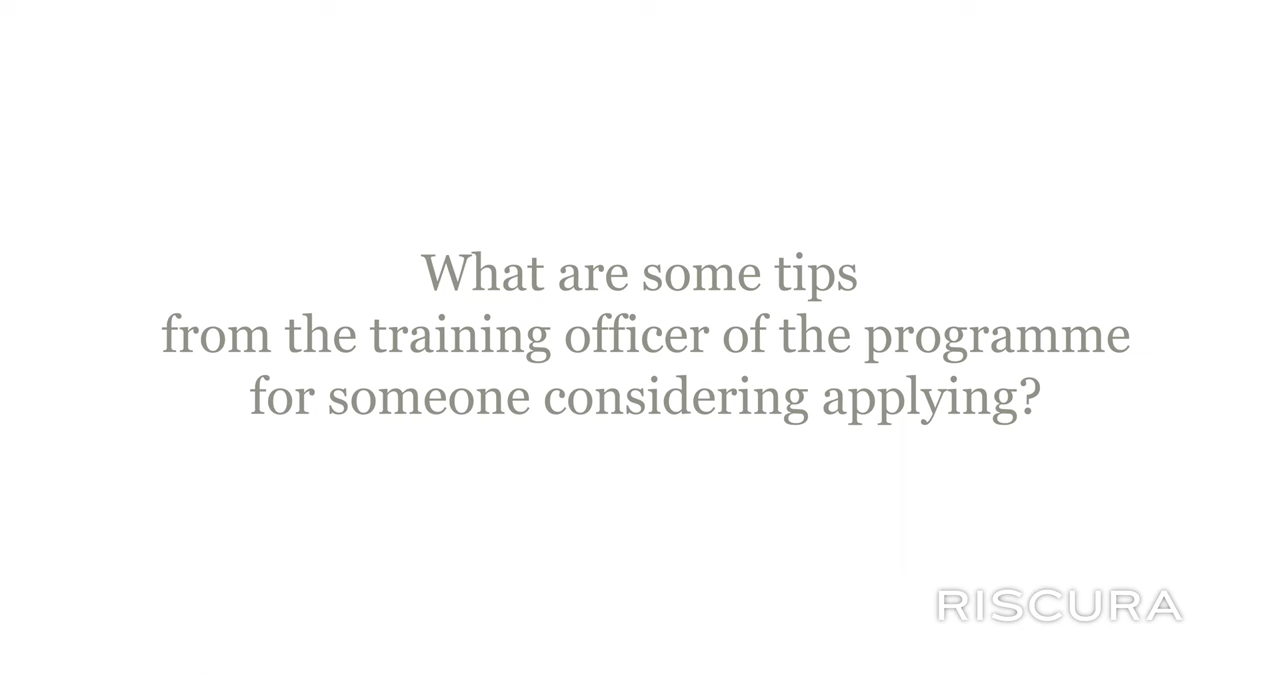 What are some tips
from the training officer of the programme
for someone considering applying?
RISCURA